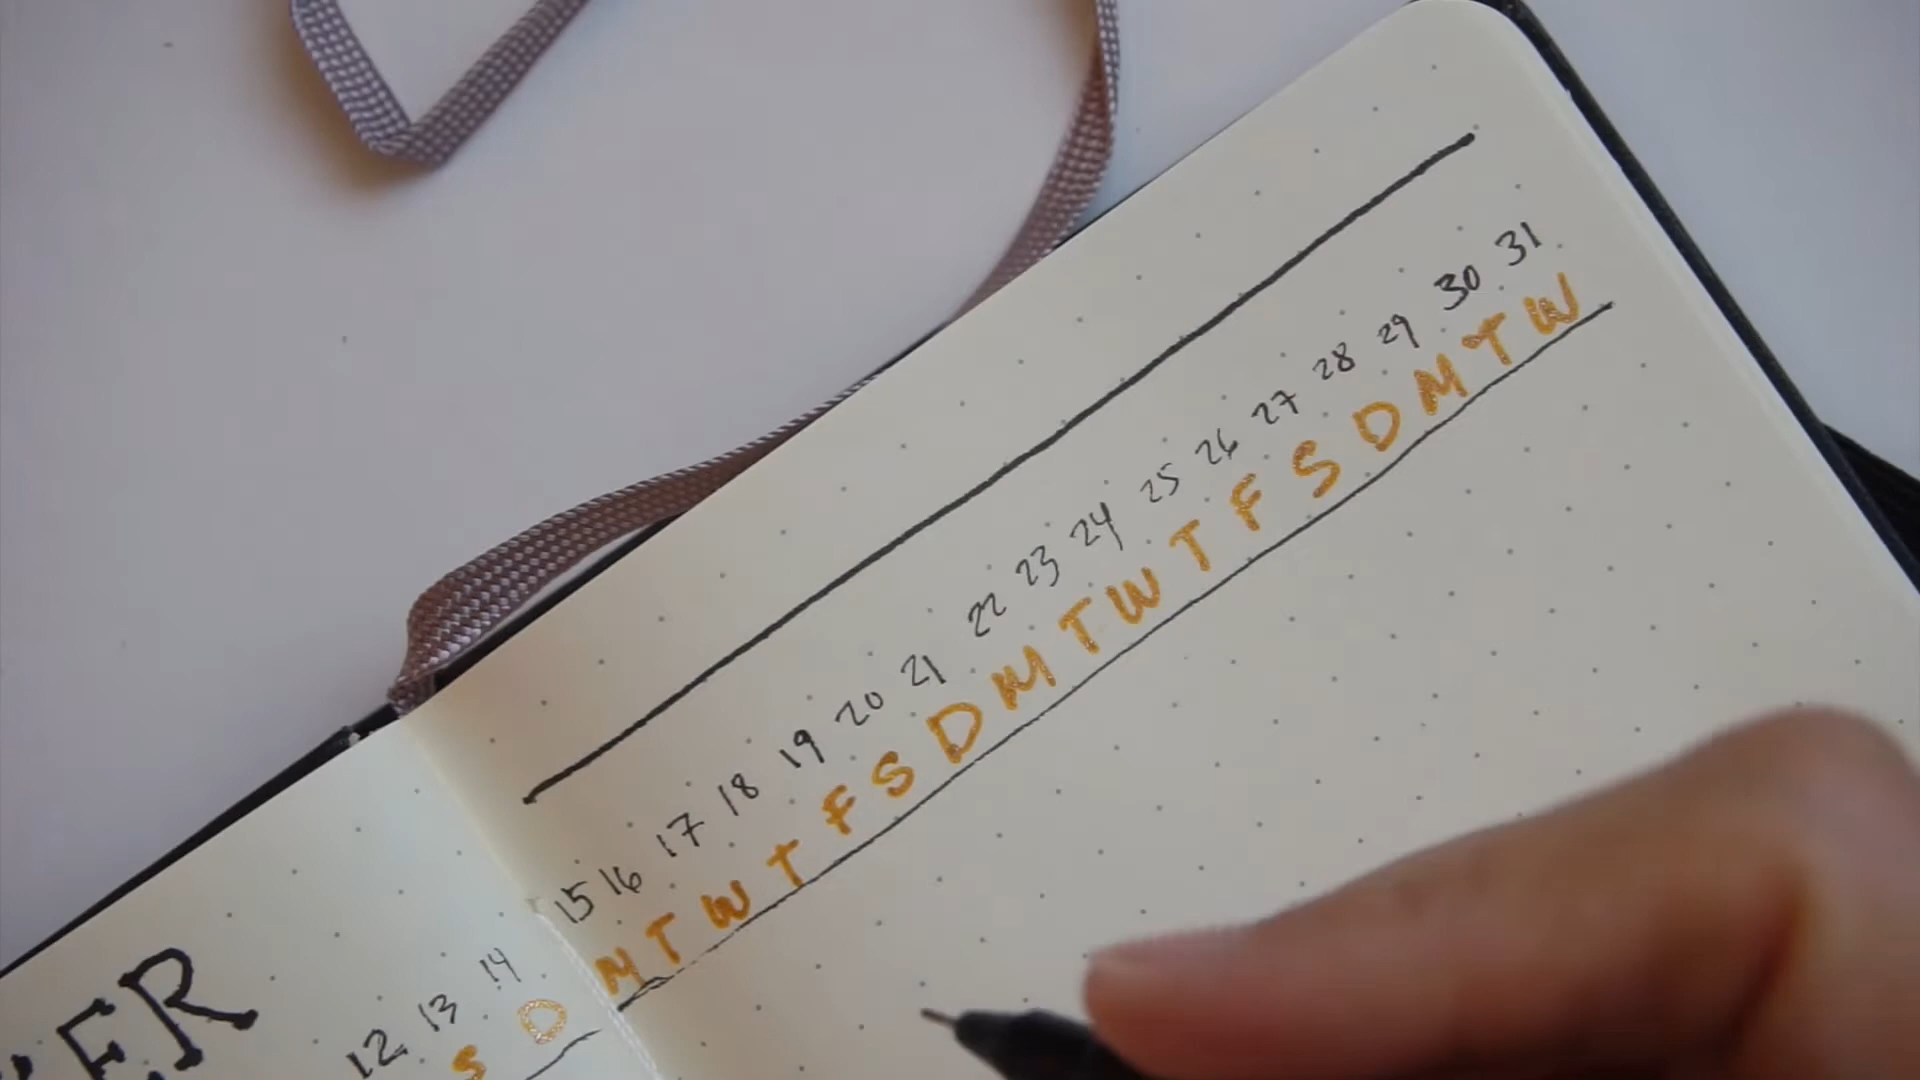 ER
12 13 14
S D
15 16 17 18 19 20 21 22 23 24 25 26 27 28 29 30 31
M T W T F S D M T W T F S D M T W